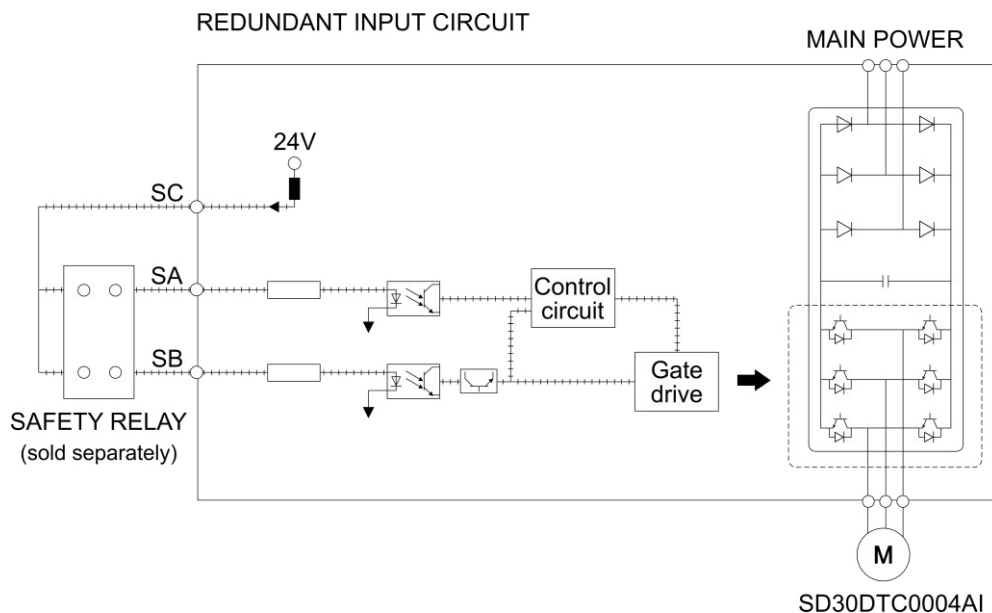 REDUNDANT INPUT CIRCUIT
MAIN POWER
24V
SC
SA
Control
circuit
SB
Gate
drive
SAFETY RELAY
(sold separately)
M
SD30DTC0004AI